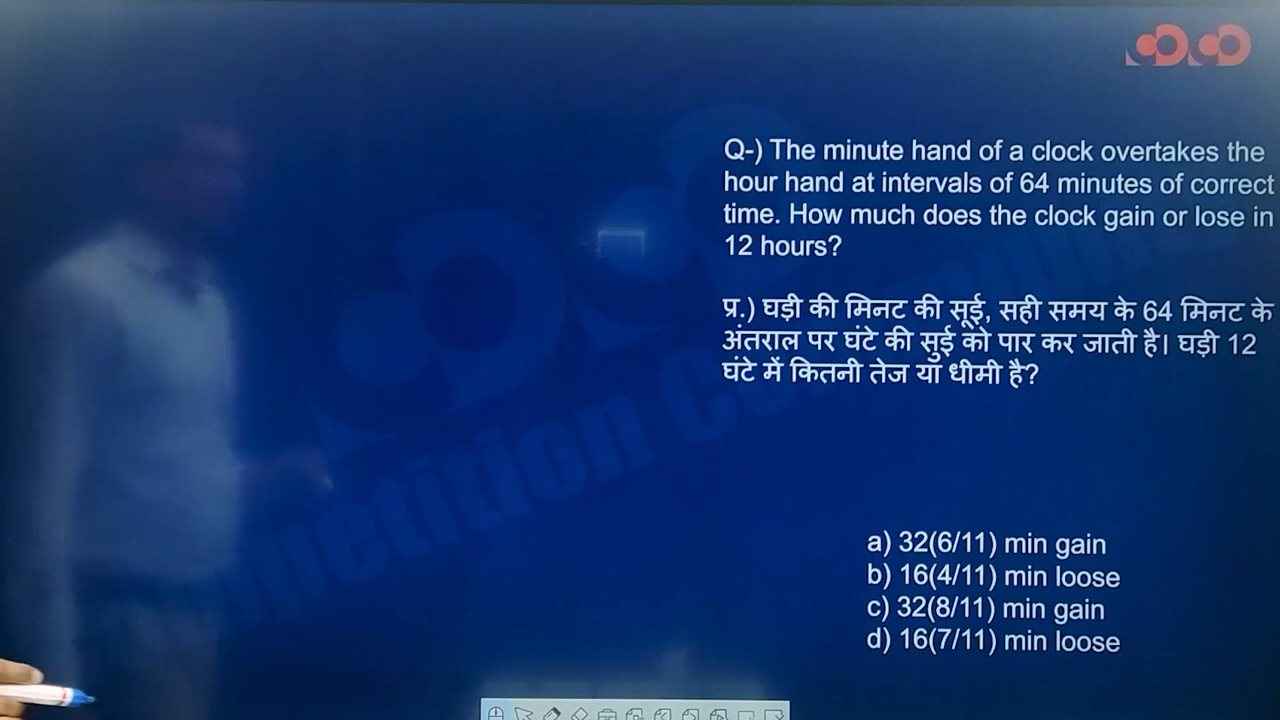 Q-) The minute hand of a clock overtakes the
hour hand at intervals of 64 minutes of correct
time. How much does the clock gain or lose in
12 hours?
प्र.) घड़ी की मिनट की सूई, सही समय के 64 मिनट के
अंतराल पर घंटे की सुई को पार कर जाती है। घड़ी 12
घंटे में कितनी तेज या धीमी है?
a) 32(6/11) min gain
b) 16(4/11) min loose
c) 32(8/11) min gain
d) 16(7/11) min loose